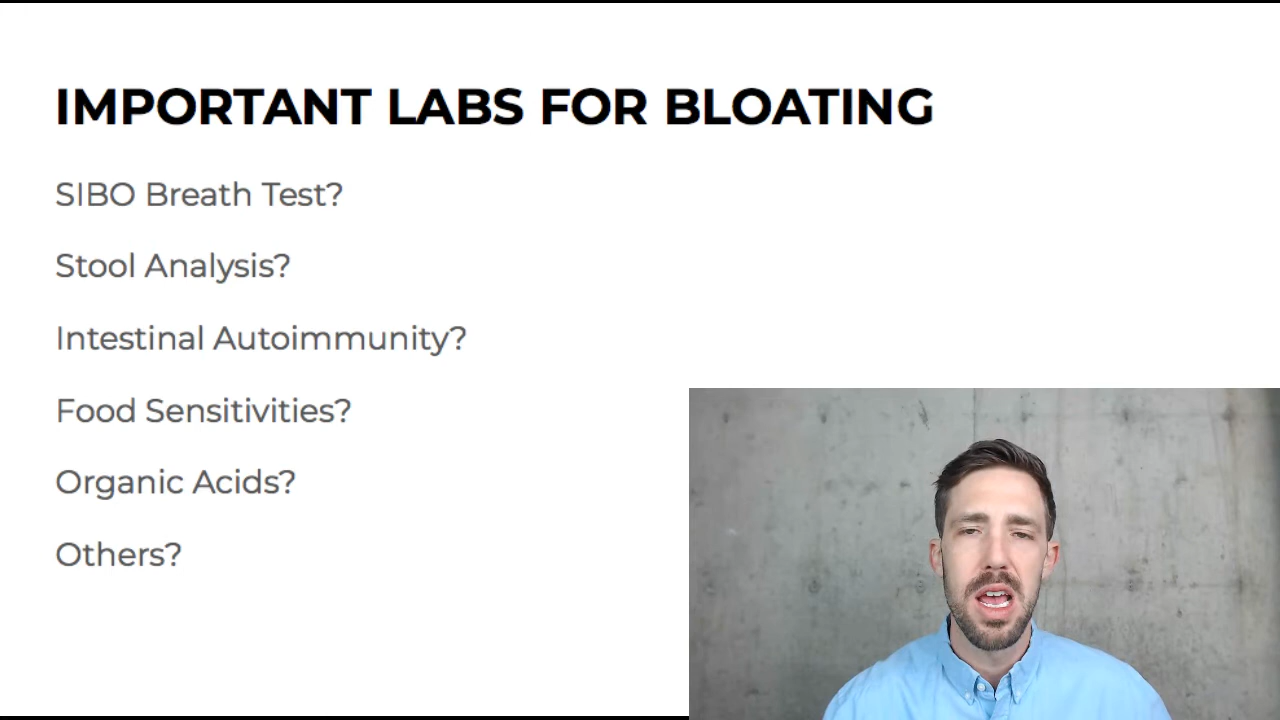 IMPORTANT LABS FOR BLOATING
SIBO Breath Test?
Stool Analysis?
Intestinal Autoimmunity?
Food Sensitivities?
Organic Acids?
Others?